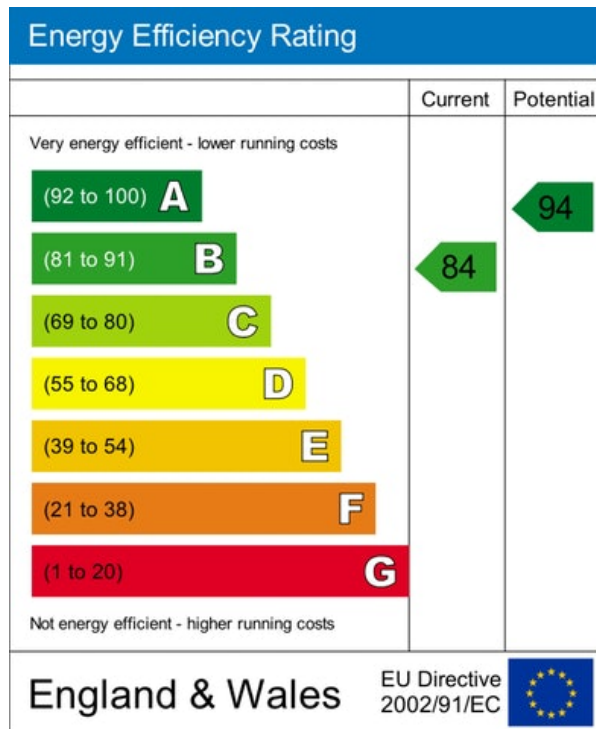 Energy Efficiency Rating
Current Potential
Very energy efficient - lower running costs
(92 to 100) A
94
(81 to 91) B
84
(69 to 80) C
(55 to 68) D
(39 to 54) E
(21 to 38) F
(1 to 20) G
Not energy efficient - higher running costs
England & Wales
EU Directive
2002/91/EC